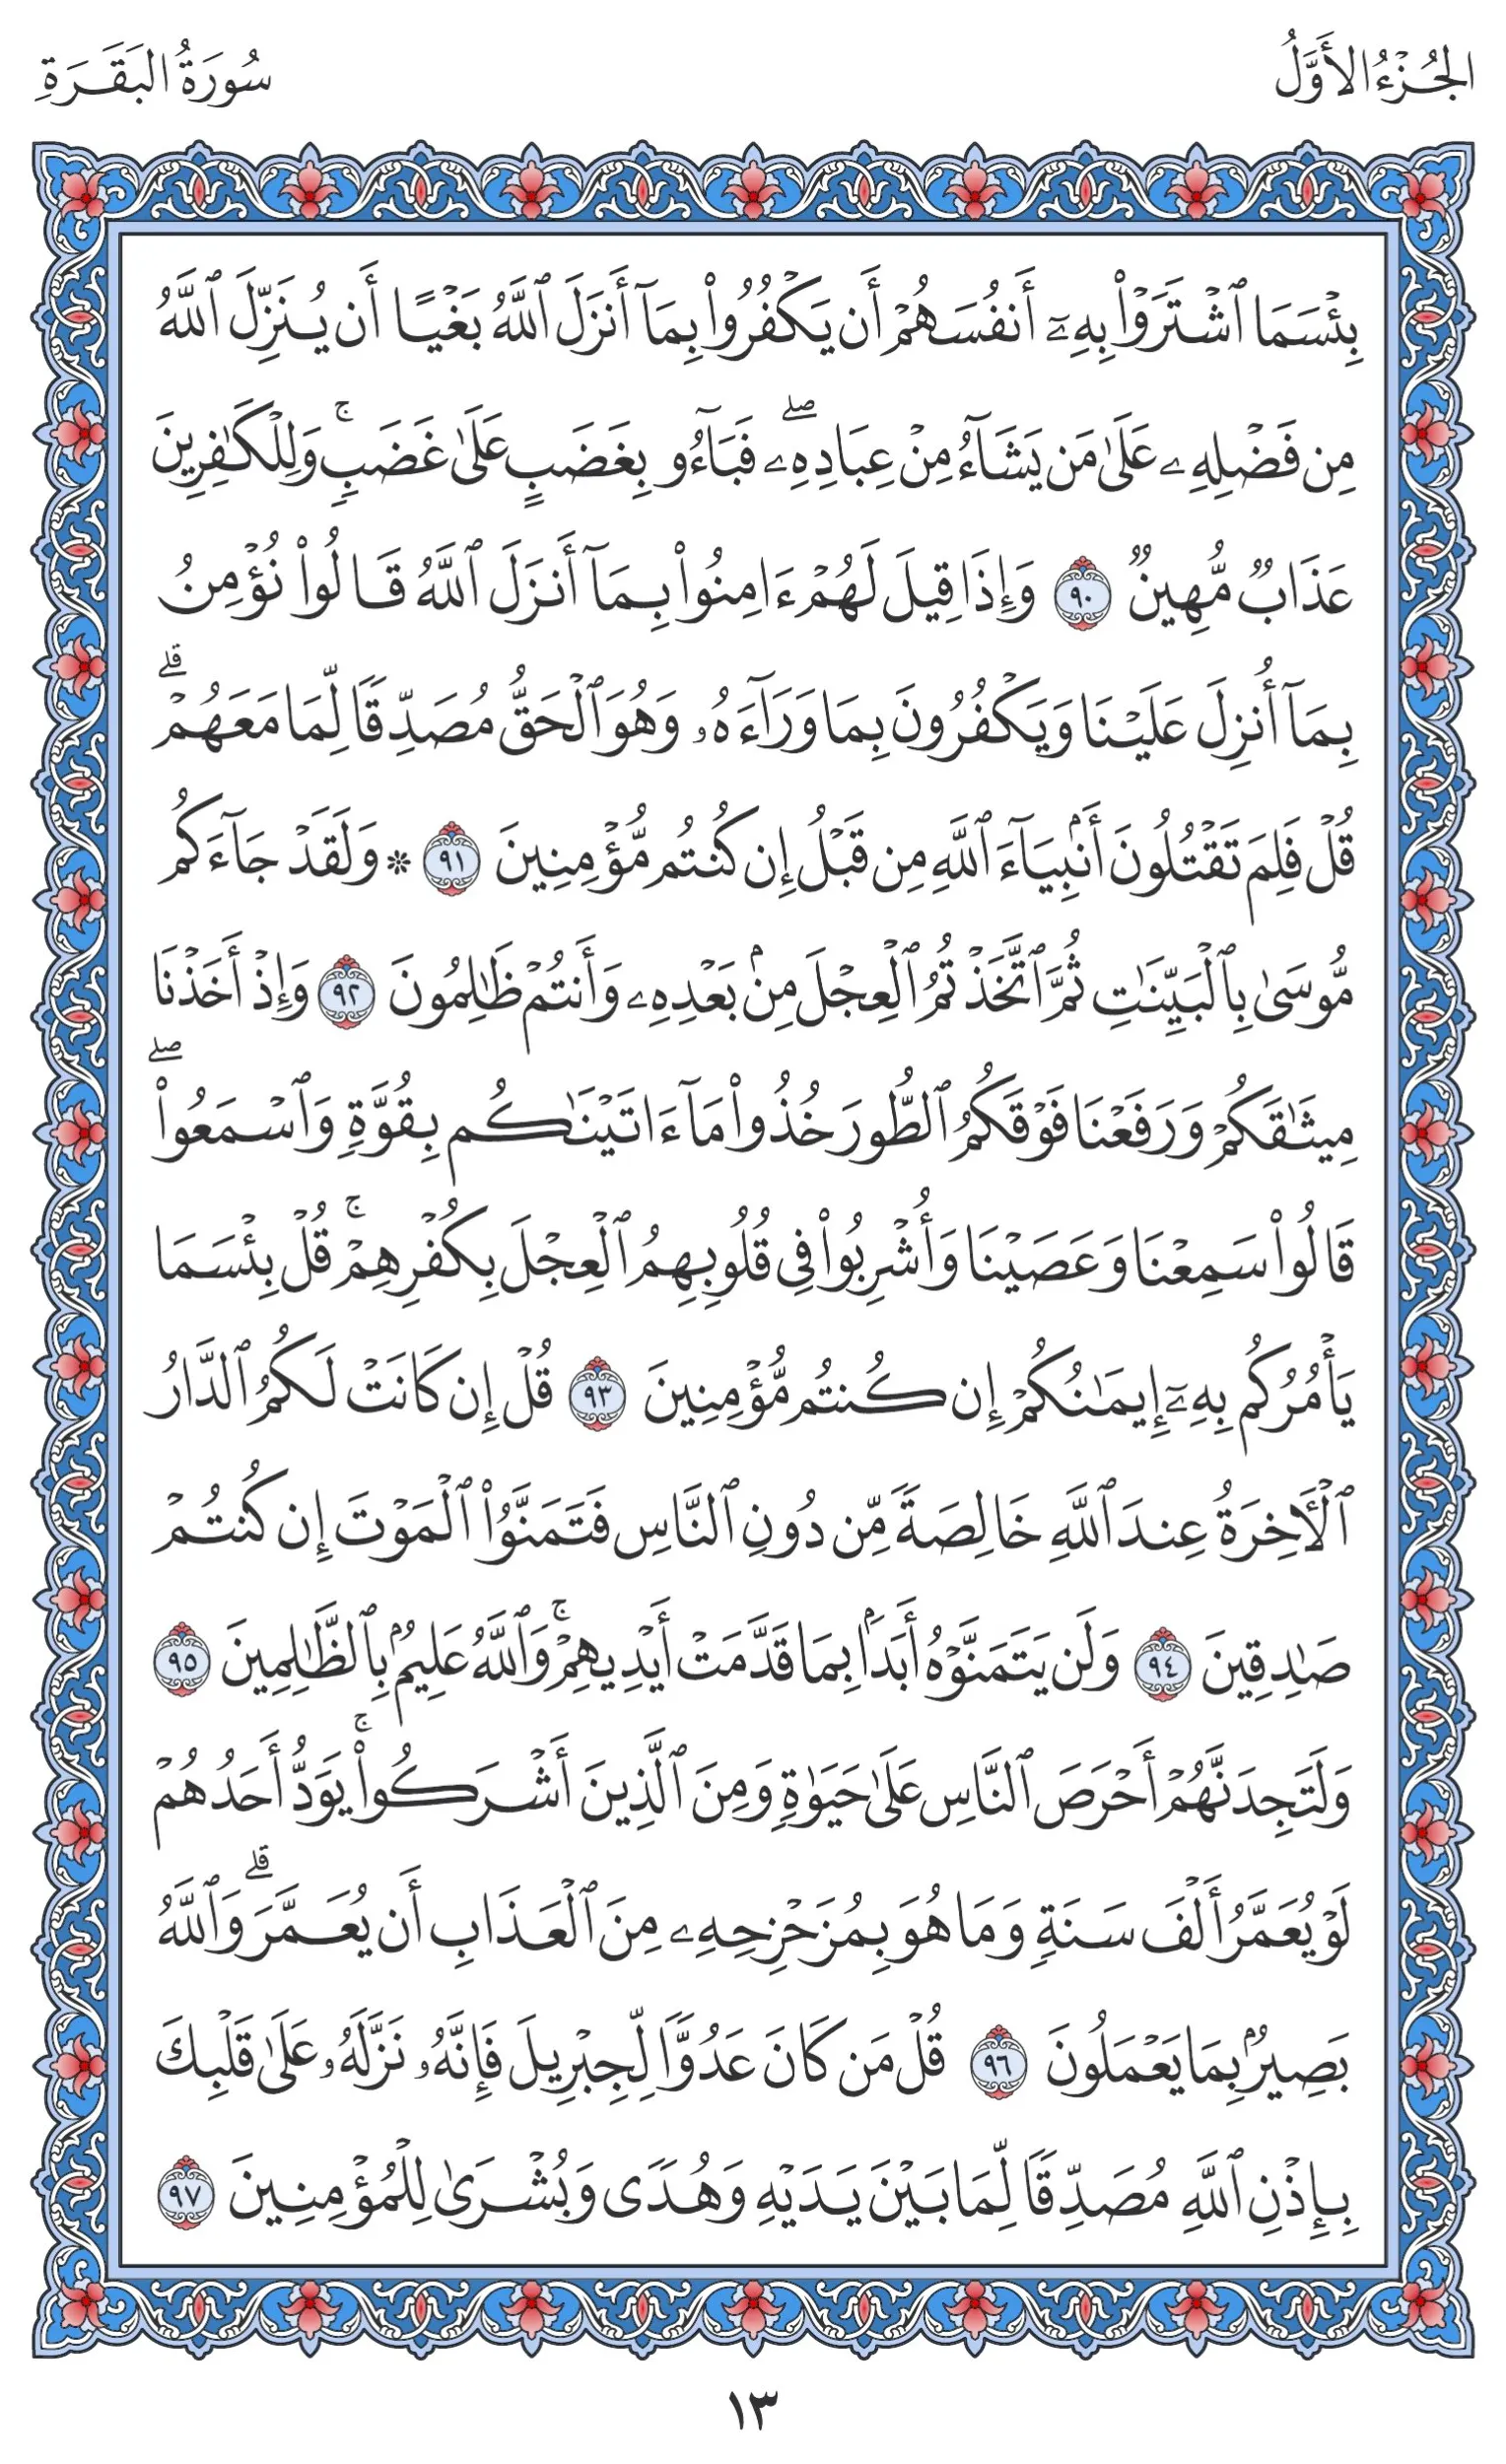 الجُزْءُ الأَوَّلُ
سُورَةُ البَقَرَةِ
بِئۡسَمَا ٱشۡتَرَوۡاْ بِهِۦٓ أَنفُسَهُمۡ أَن يَكۡفُرُواْ بِمَآ أَنزَلَ ٱللَّهُ بَغۡيًا أَن يُنَزِّلَ ٱللَّهُ
مِن فَضۡلِهِۦ عَلَىٰ مَن يَشَآءُ مِنۡ عِبَادِهِۦۖ فَبَآءُو بِغَضَبٍ عَلَىٰ غَضَبٖۚ وَلِلۡكَٰفِرِينَ
عَذَابٞ مُّهِينٞ ٩٠ وَإِذَا قِيلَ لَهُمۡ ءَامِنُواْ بِمَآ أَنزَلَ ٱللَّهُ قَالُواْ نُؤۡمِنُ
بِمَآ أُنزِلَ عَلَيۡنَا وَيَكۡفُرُونَ بِمَا وَرَآءَهُۥ وَهُوَ ٱلۡحَقُّ مُصَدِّقٗا لِّمَا مَعَهُمۡۗ
قُلۡ فَلِمَ تَقۡتُلُونَ أَنۢبِيَآءَ ٱللَّهِ مِن قَبۡلُ إِن كُنتُم مُّؤۡمِنِينَ ٩١ ۞ وَلَقَدۡ جَآءَكُم
مُّوسَىٰ بِٱلۡبَيِّنَٰتِ ثُمَّ ٱتَّخَذۡتُمُ ٱلۡعِجۡلَ مِنۢ بَعۡدِهِۦ وَأَنتُمۡ ظَٰلِمُونَ ٩٢ وَإِذۡ أَخَذۡنَا
مِيثَٰقَكُمۡ وَرَفَعۡنَا فَوۡقَكُمُ ٱلطُّورَ خُذُواْ مَآ ءَاتَيۡنَٰكُم بِقُوَّةٖ وَٱسۡمَعُواْۖ
قَالُواْ سَمِعۡنَا وَعَصَيۡنَا وَأُشۡرِبُواْ فِي قُلُوبِهِمُ ٱلۡعِجۡلَ بِكُفۡرِهِمۡۚ قُلۡ بِئۡسَمَا
يَأۡمُرُكُم بِهِۦٓ إِيمَٰنُكُمۡ إِن كُنتُم مُّؤۡمِنِينَ ٩٣ قُلۡ إِن كَانَتۡ لَكُمُ ٱلدَّارُ
ٱلۡأٓخِرَةُ عِندَ ٱللَّهِ خَالِصَةٗ مِّن دُونِ ٱلنَّاسِ فَتَمَنَّوُاْ ٱلۡمَوۡتَ إِن كُنتُمۡ
صَٰدِقِينَ ٩٤ وَلَن يَتَمَنَّوۡهُ أَبَدَۢا بِمَا قَدَّمَتۡ أَيۡدِيهِمۡۚ وَٱللَّهُ عَلِيمُۢ بِٱلظَّٰلِمِينَ ٩٥
وَلَتَجِدَنَّهُمۡ أَحۡرَصَ ٱلنَّاسِ عَلَىٰ حَيَوٰةٖ وَمِنَ ٱلَّذِينَ أَشۡرَكُواْۚ يَوَدُّ أَحَدُهُمۡ
لَوۡ يُعَمَّرُ أَلۡفَ سَنَةٖ وَمَا هُوَ بِمُزَحۡزِحِهِۦ مِنَ ٱلۡعَذَابِ أَن يُعَمَّرَۗ وَٱللَّهُ
بَصِيرُۢ بِمَا يَعۡمَلُونَ ٩٦ قُلۡ مَن كَانَ عَدُوّٗا لِّجِبۡرِيلَ فَإِنَّهُۥ نَزَّلَهُۥ عَلَىٰ قَلۡبِكَ
بِإِذۡنِ ٱللَّهِ مُصَدِّقٗا لِّمَا بَيۡنَ يَدَيۡهِ وَهُدٗى وَبُشۡرَىٰ لِلۡمُؤۡمِنِينَ ٩٧
١٣